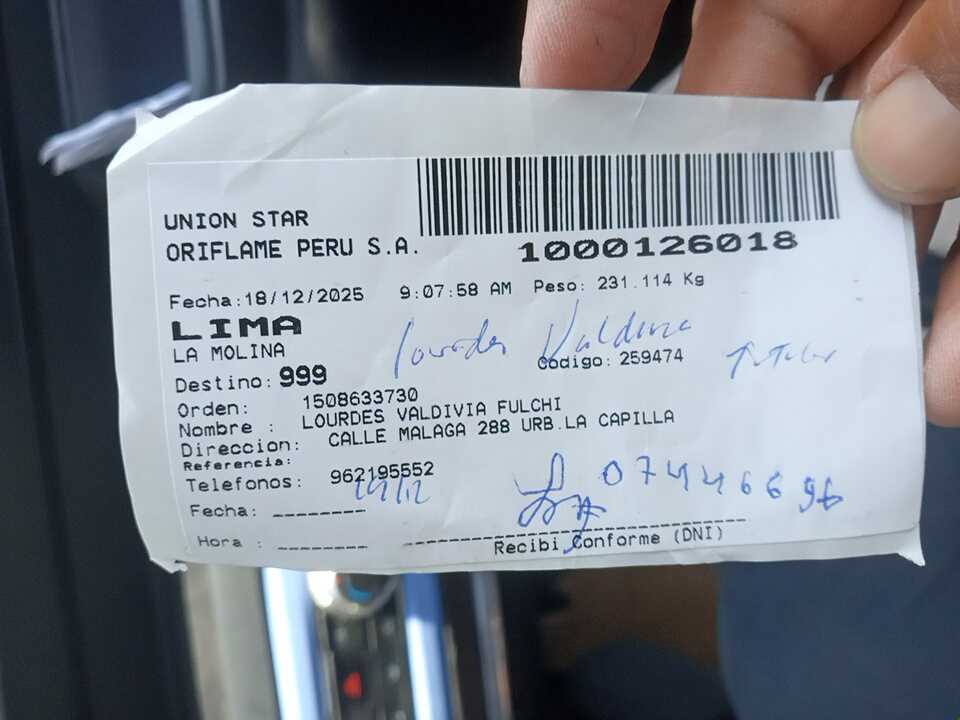 UNION STAR
ORIFLAME PERU S.A.
1000126018
Fecha:18/12/2025 9:07:58 AM Peso: 231.114 Kg
LIMA
LA MOLINA
Lourdes Valdivia
Codigo: 259474
Titular
Destino: 999
Orden: 1508633730
Nombre : LOURDES VALDIVIA FULCHI
Direccion: CALLE MALAGA 288 URB.LA CAPILLA
Referencia:
Telefonos: 962195552
07446696
Fecha: --------
Hora : --------
Recibi Conforme (DNI)